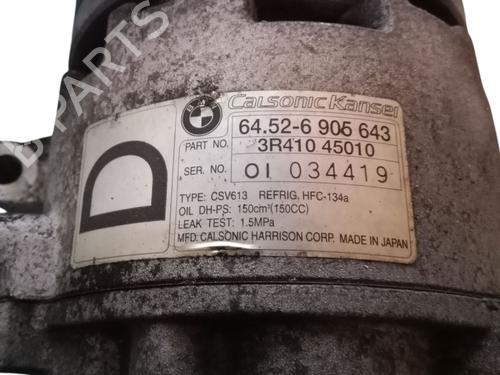 B-PARTS
BMW Calsonic Kansei
64.52-6 905 643
PART NO. 3R410 45010
SER. NO. 01 034419
D
TYPE: CSV613 REFRIG. HFC-134a
OIL DH-PS: 150cm³(150CC)
LEAK TEST: 1.5MPa
MFD. CALSONIC HARRISON CORP. MADE IN JAPAN